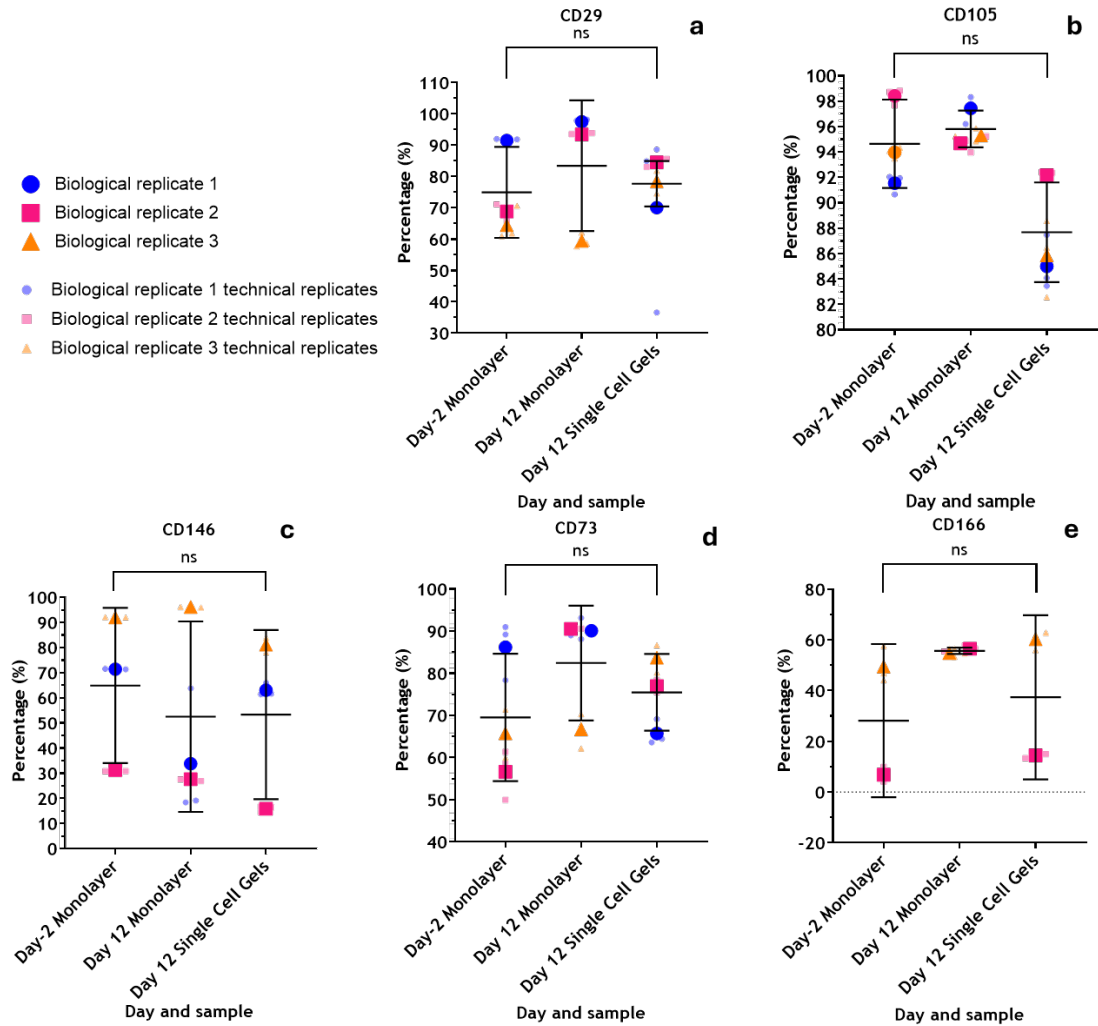 CD29
a
ns
110
100
90
80
70
60
50
40
30
Percentage (%)
Day-2 Monolayer
Day 12 Monolayer
Day 12 Single Cell Gels
Day and sample
CD105
b
ns
100
98
96
94
92
90
88
86
84
82
80
Percentage (%)
Day-2 Monolayer
Day 12 Monolayer
Day 12 Single Cell Gels
Day and sample
Biological replicate 1
Biological replicate 2
Biological replicate 3
Biological replicate 1 technical replicates
Biological replicate 2 technical replicates
Biological replicate 3 technical replicates
CD146
c
ns
100
90
80
70
60
50
40
30
20
10
0
Percentage (%)
Day-2 Monolayer
Day 12 Monolayer
Day 12 Single Cell Gels
Day and sample
CD73
d
ns
100
90
80
70
60
50
40
Percentage (%)
Day-2 Monolayer
Day 12 Monolayer
Day 12 Single Cell Gels
Day and sample
CD166
e
ns
80
60
40
20
0
-20
Percentage (%)
Day-2 Monolayer
Day 12 Monolayer
Day 12 Single Cell Gels
Day and sample